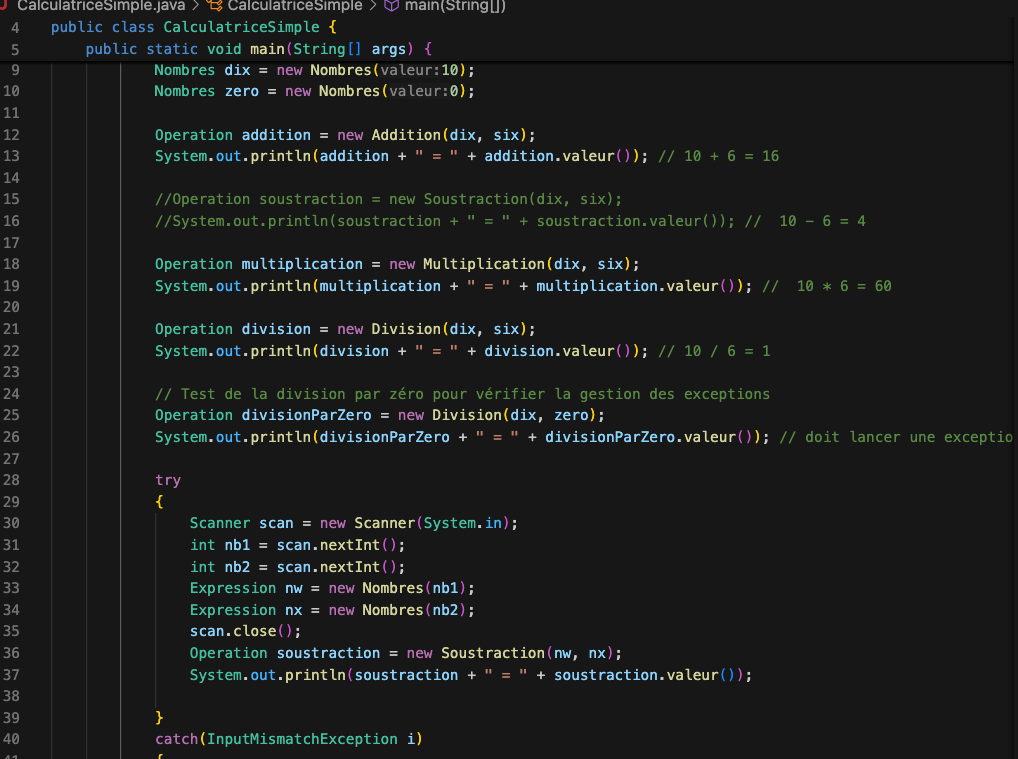 CalculatriceSimple.java > CalculatriceSimple > main(String[])
4 public class CalculatriceSimple {
5 public static void main(String[] args) {
9 Nombres dix = new Nombres(valeur:10);
10 Nombres zero = new Nombres(valeur:0);
11
12 Operation addition = new Addition(dix, six);
13 System.out.println(addition + " = " + addition.valeur()); // 10 + 6 = 16
14
15 //Operation soustraction = new Soustraction(dix, six);
16 //System.out.println(soustraction + " = " + soustraction.valeur()); //  10 - 6 = 4
17
18 Operation multiplication = new Multiplication(dix, six);
19 System.out.println(multiplication + " = " + multiplication.valeur()); //  10 * 6 = 60
20
21 Operation division = new Division(dix, six);
22 System.out.println(division + " = " + division.valeur()); // 10 / 6 = 1
23
24 // Test de la division par zéro pour vérifier la gestion des exceptions
25 Operation divisionParZero = new Division(dix, zero);
26 System.out.println(divisionParZero + " = " + divisionParZero.valeur()); // doit lancer une exceptio
27
28 try
29 {
30 Scanner scan = new Scanner(System.in);
31 int nb1 = scan.nextInt();
32 int nb2 = scan.nextInt();
33 Expression nw = new Nombres(nb1);
34 Expression nx = new Nombres(nb2);
35 scan.close();
36 Operation soustraction = new Soustraction(nw, nx);
37 System.out.println(soustraction + " = " + soustraction.valeur());
38
39 }
40 catch(InputMismatchException i)
41 {